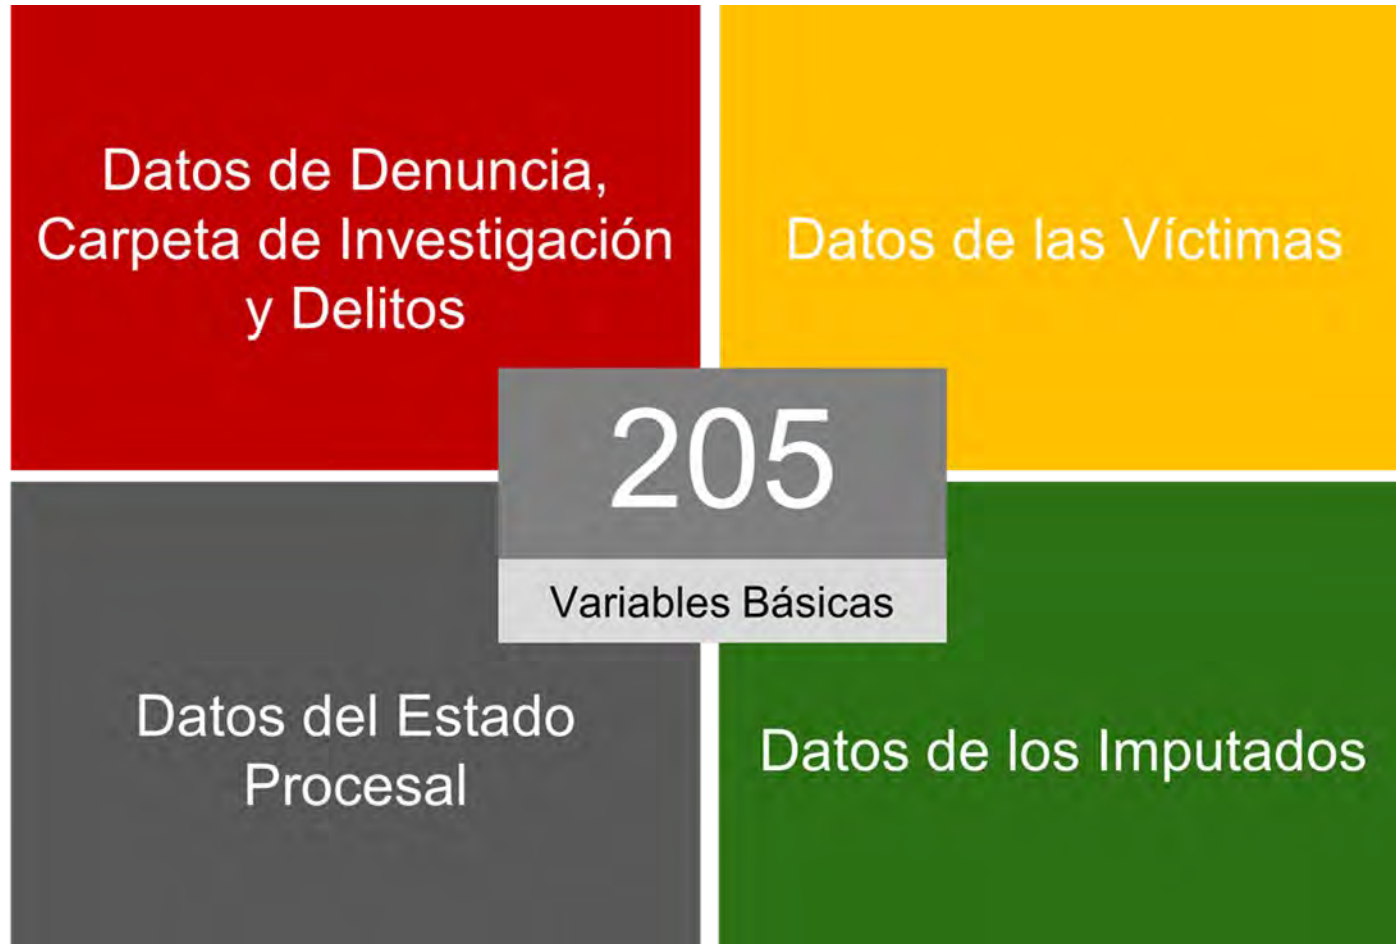 Datos de Denuncia,
Carpeta de Investigación
y Delitos
Datos de las Víctimas
205
Variables Básicas
Datos del Estado
Procesal
Datos de los Imputados